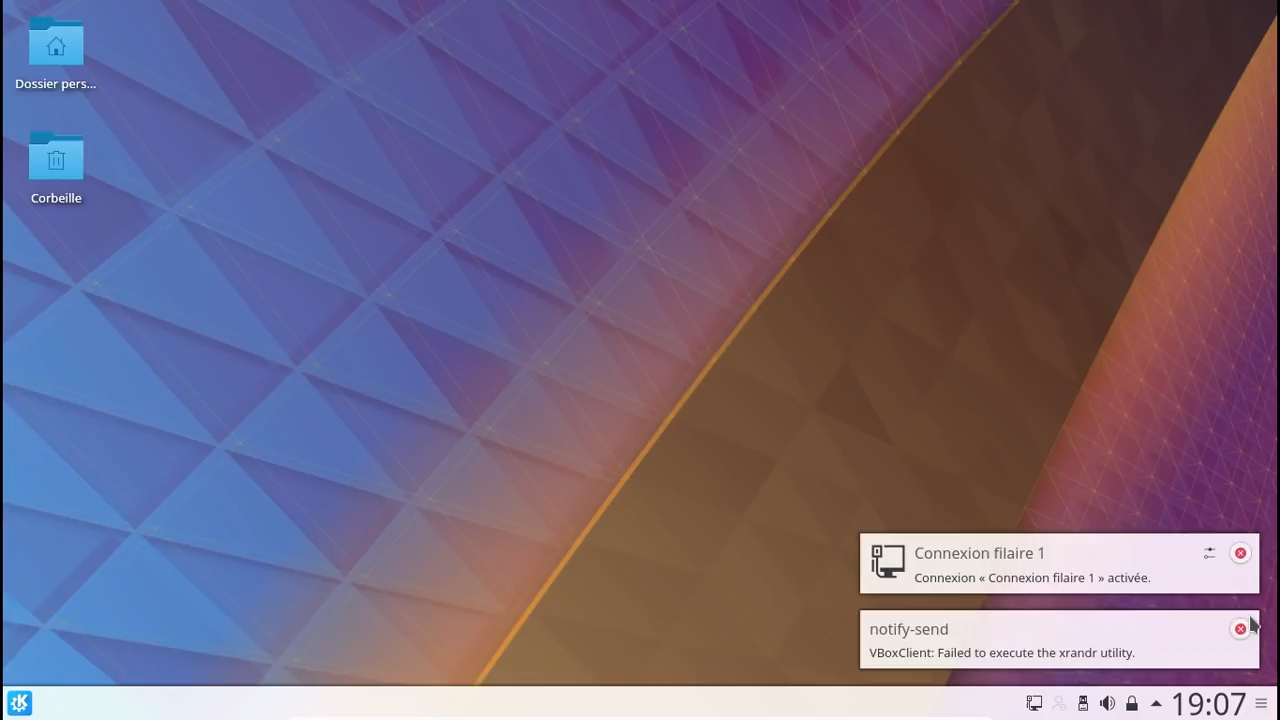 Dossier pers...
Corbeille
Connexion filaire 1
Connexion « Connexion filaire 1 » activée.
notify-send
VBoxClient: Failed to execute the xrandr utility.
19:07